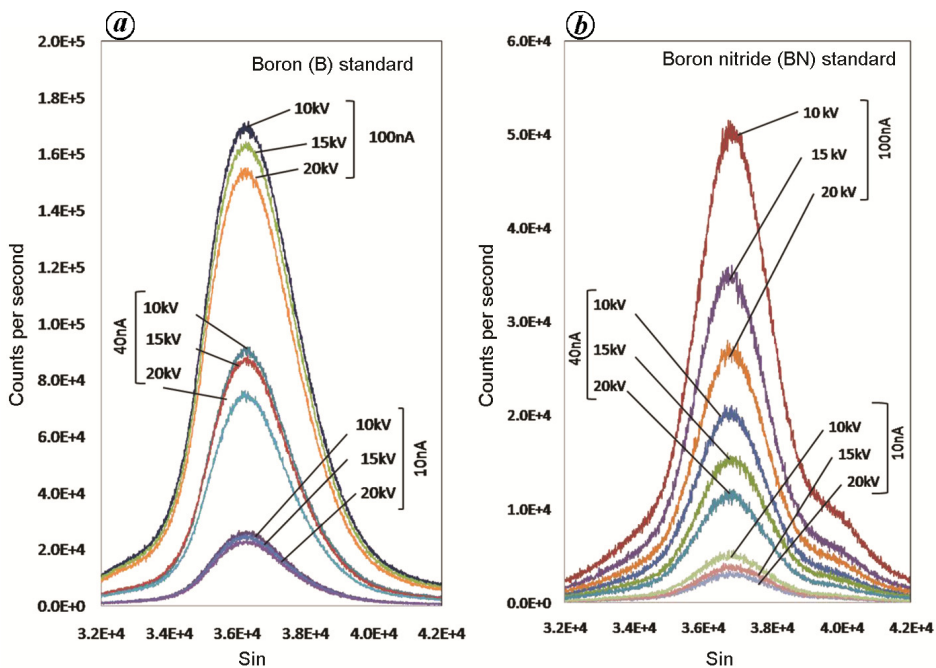 a
Boron (B) standard
2.0E+5
1.8E+5
1.6E+5
1.4E+5
1.2E+5
1.0E+5
8.0E+4
6.0E+4
4.0E+4
2.0E+4
0.0E+0
Counts per second
10kV
15kV
20kV
100nA
10kV
15kV
20kV
40nA
10kV
15kV
20kV
10nA
3.2E+4
3.4E+4
3.6E+4
3.8E+4
4.0E+4
4.2E+4
Sin
b
Boron nitride (BN) standard
6.0E+4
5.0E+4
4.0E+4
3.0E+4
2.0E+4
1.0E+4
0.0E+0
Counts per second
10 kV
15 kV
20 kV
100nA
10kV
15kV
20kV
40nA
10kV
15kV
20kV
10nA
3.2E+4
3.4E+4
3.6E+4
3.8E+4
4.0E+4
4.2E+4
Sin